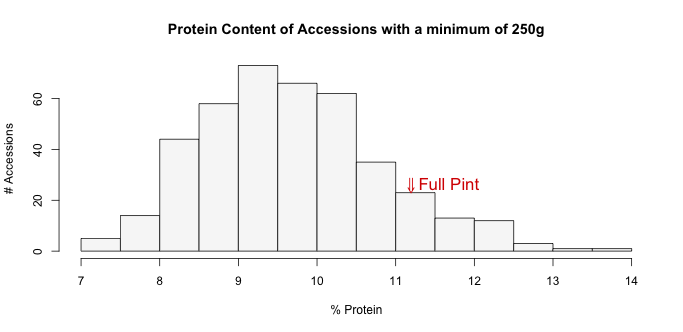 Protein Content of Accessions with a minimum of 250g
# Accessions
60
40
20
0
⇓ Full Pint
7 8 9 10 11 12 13 14
% Protein